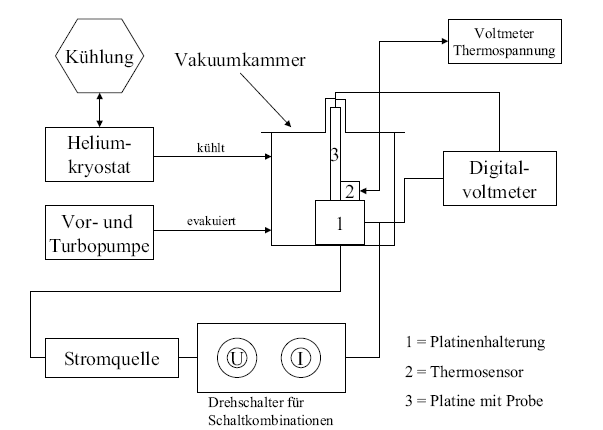 Voltmeter
Thermospannung
Kühlung
Vakuumkammer
Helium-
kryostat
kühlt
3
2
Digital-
voltmeter
Vor- und
Turbopumpe
evakuiert
1
Stromquelle
U
I
Drehschalter für
Schaltkombinationen
1 = Platinenhalterung
2 = Thermosensor
3 = Platine mit Probe